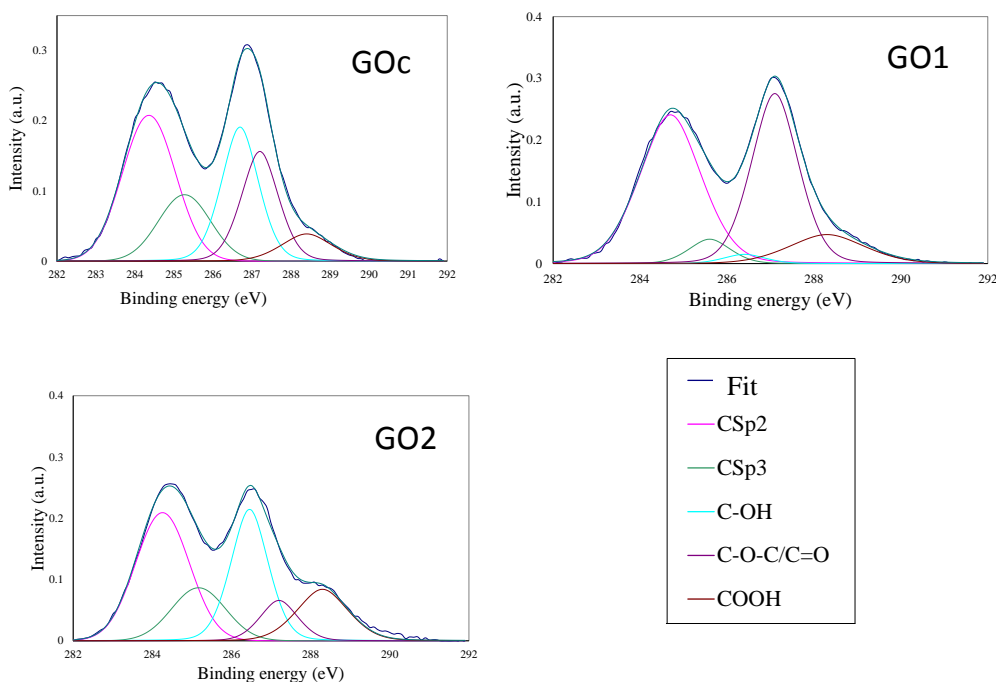 GOc
Intensity (a.u.)
0.3
0.2
0.1
0
282 283 284 285 286 287 288 289 290 291 292
Binding energy (eV)
GO1
Intensity (a.u.)
0.4
0.3
0.2
0.1
0
282 284 286 288 290 292
Binding energy (eV)
GO2
Intensity (a.u.)
0.4
0.3
0.2
0.1
0
282 284 286 288 290 292
Binding energy (eV)
Fit
CSp2
CSp3
C-OH
C-O-C/C=O
COOH